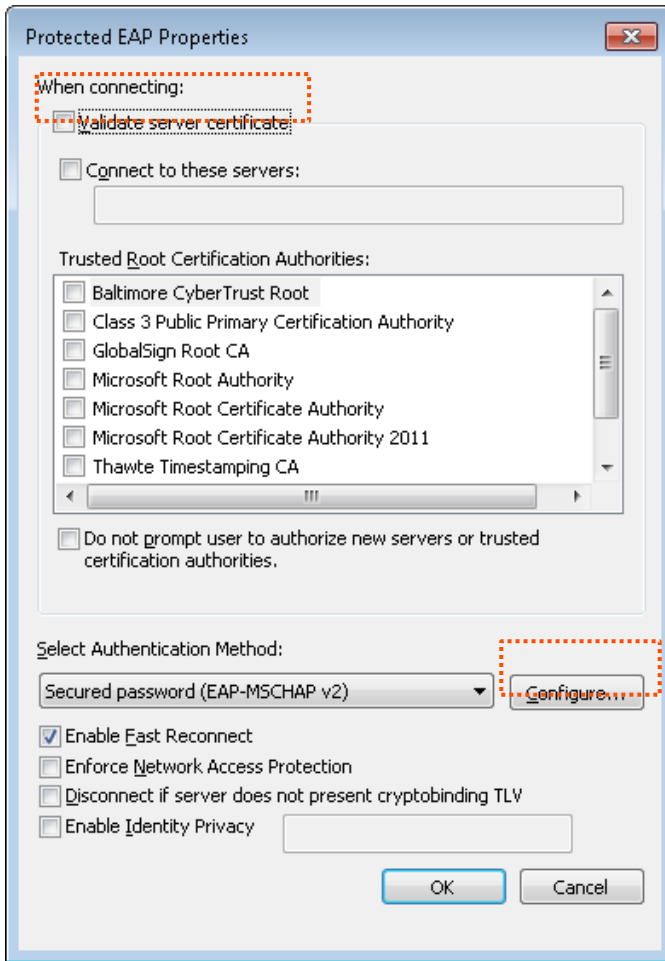 Protected EAP Properties
When connecting:
Validate server certificate
Connect to these servers:
Trusted Root Certification Authorities:
Baltimore CyberTrust Root
Class 3 Public Primary Certification Authority
GlobalSign Root CA
Microsoft Root Authority
Microsoft Root Certificate Authority
Microsoft Root Certificate Authority 2011
Thawte Timestamping CA
Do not prompt user to authorize new servers or trusted
certification authorities.
Select Authentication Method:
Secured password (EAP-MSCHAP v2)
Configure...
Enable Fast Reconnect
Enforce Network Access Protection
Disconnect if server does not present cryptobinding TLV
Enable Identity Privacy
OK
Cancel